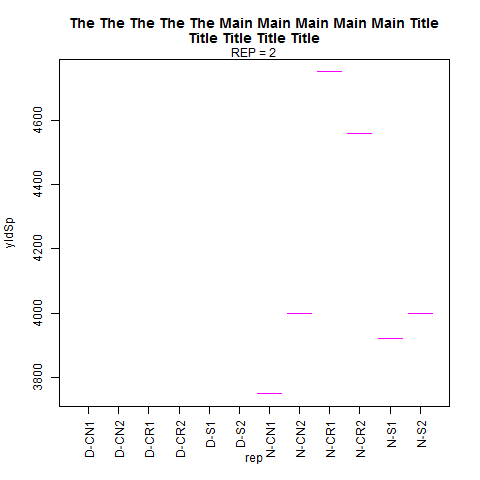 The The The The The Main Main Main Main Main Title
Title Title Title Title
REP = 2
4600
4400
4200
4000
3800
yldSp
D-CN1
D-CN2
D-CR1
D-CR2
D-S1
D-S2
N-CN1
N-CN2
N-CR1
N-CR2
N-S1
N-S2
rep